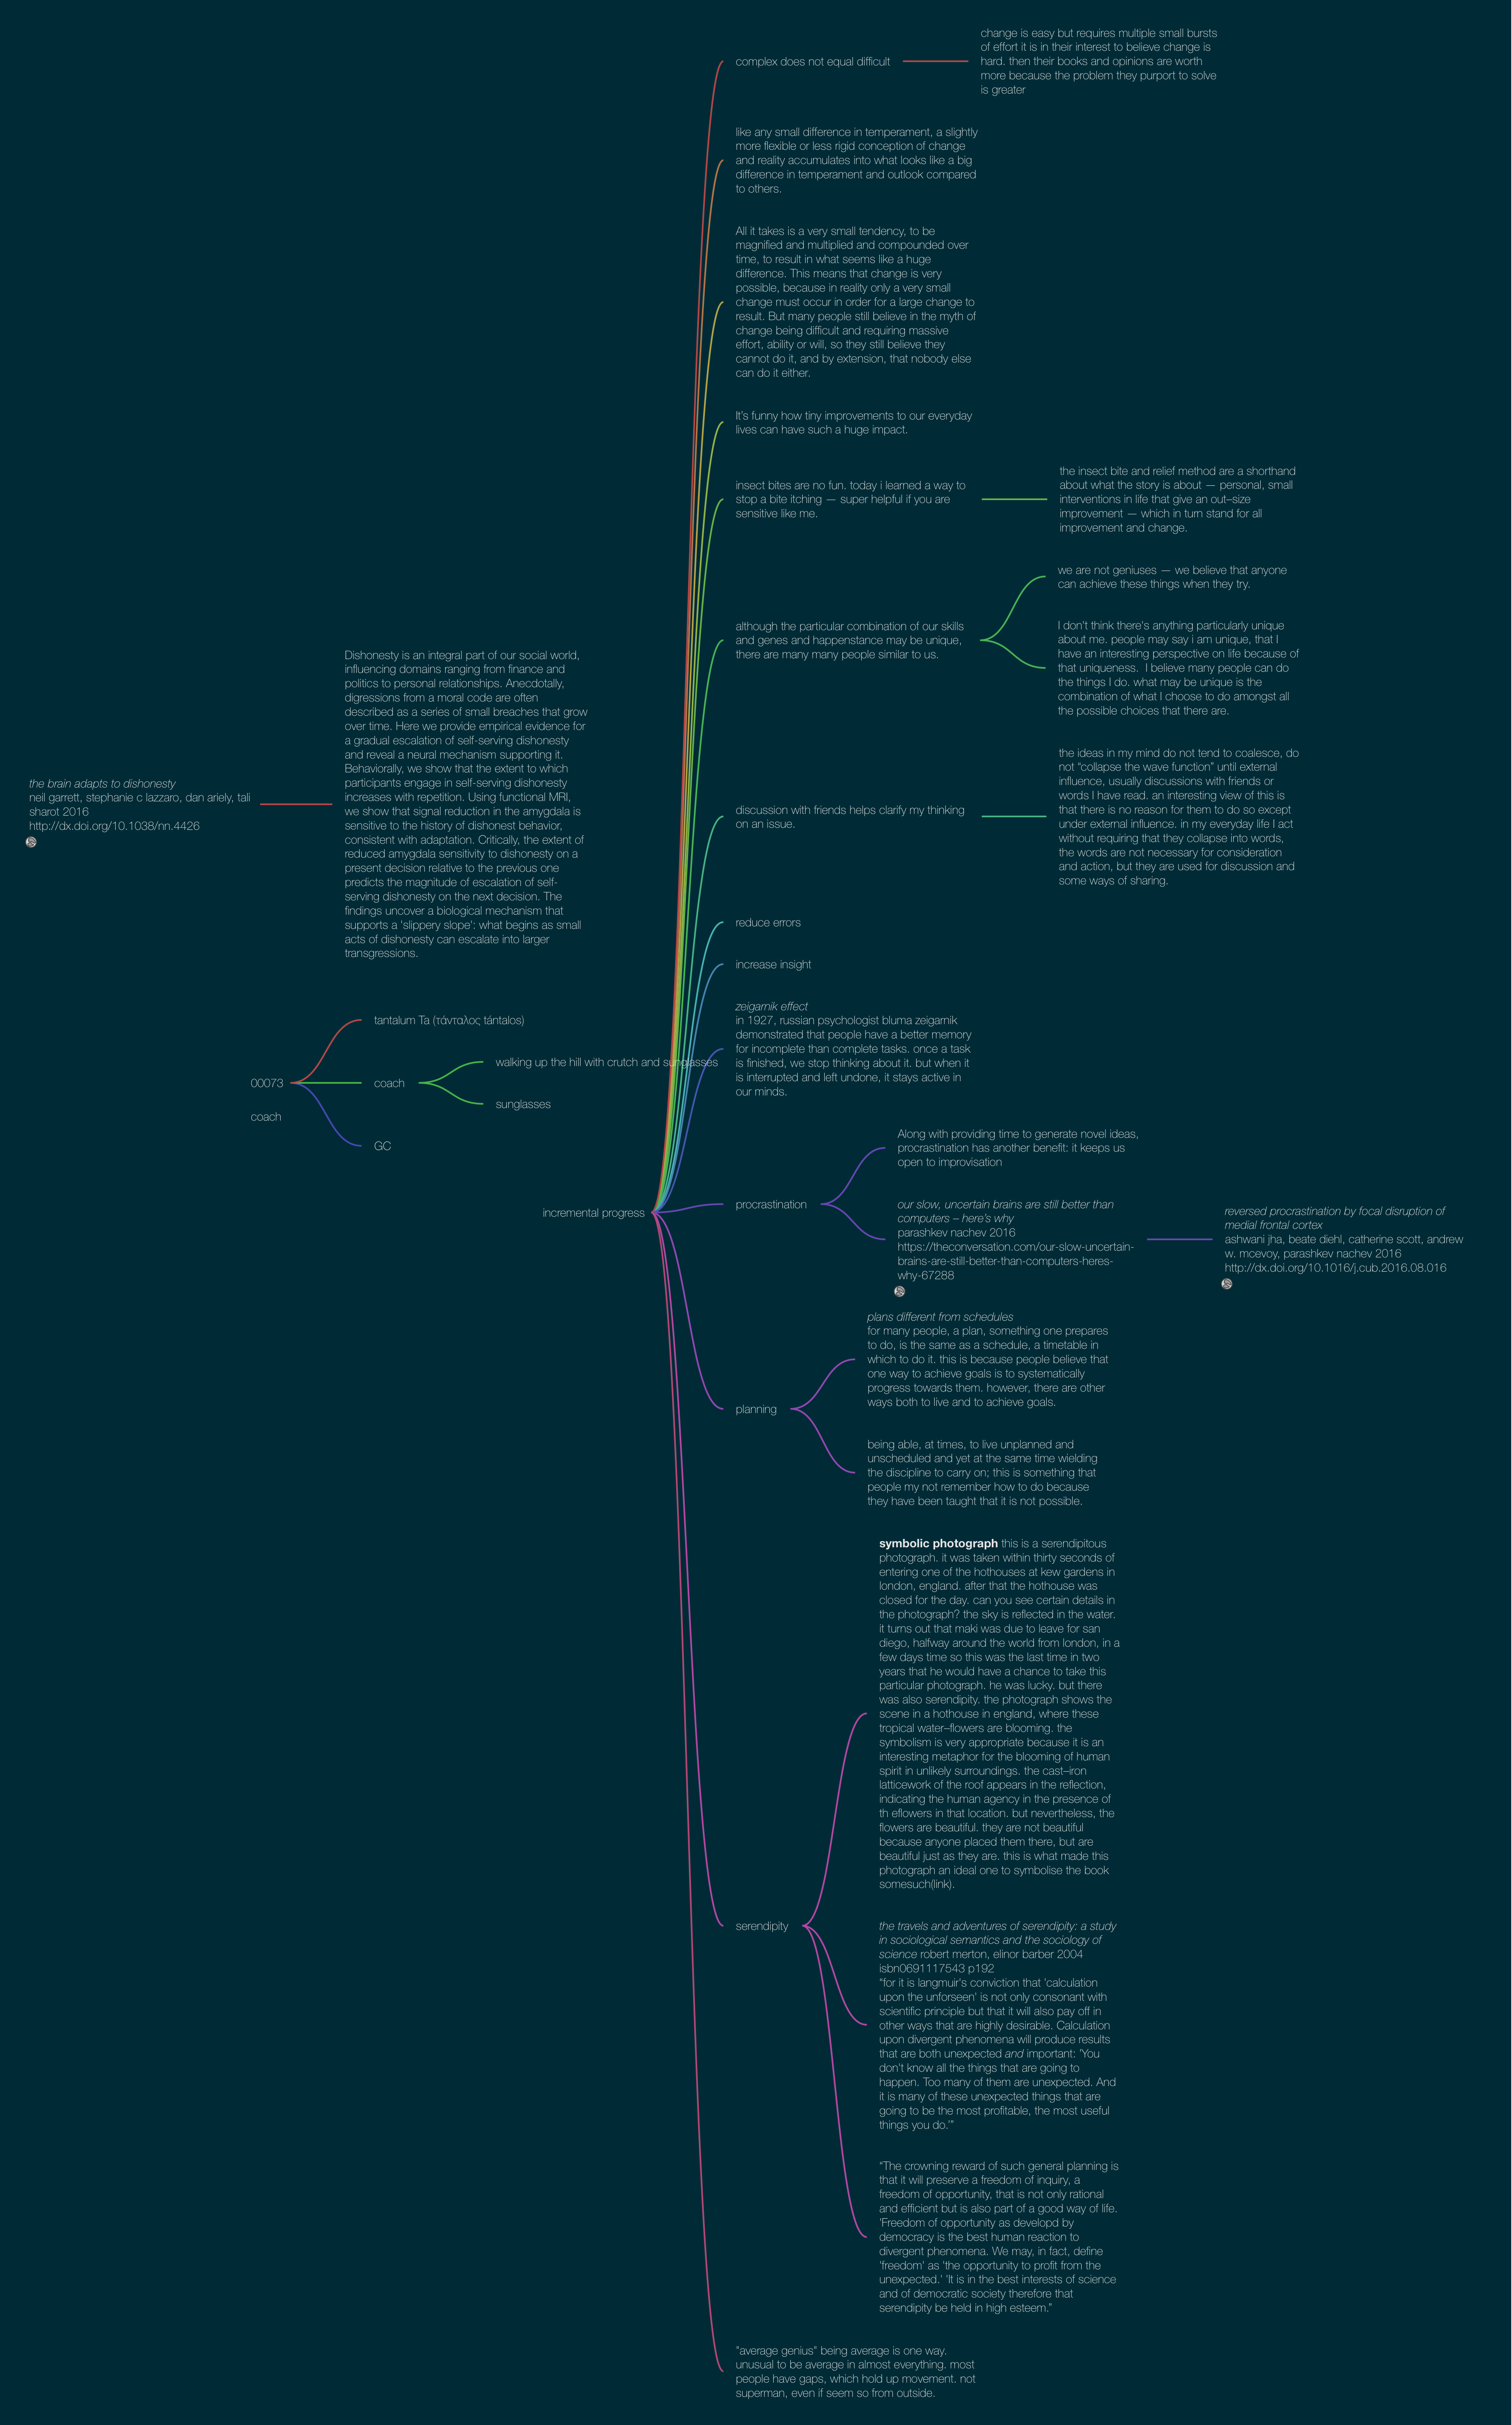 change is easy but requires multiple small bursts
of effort it is in their interest to believe change is
complex does not equal difficult
hard. then their books and opinions are worth
more because the problem they purport to solve
is greater
like any small difference in temperament, a slightly
more flexible or less rigid conception of change
and reality accumulates into what looks like a big
difference in temperament and outlook compared
to others.
All it takes is a very small tendency, to be
magnified and multiplied and compounded over
time, to result in what seems like a huge
difference. This means that change is very
possible, because in reality only a very small
change must occur in order for a large change to
result. But many people still believe in the myth of
change being difficult and requiring massive
effort, ability or will, so they still believe they
cannot do it, and by extension, that nobody else
can do it either.
It's funny how tiny improvements to our everyday
lives can have such a huge impact.
insect bites are no fun. today i learned a way to
stop a bite itching — super helpful if you are
sensitive like me.
the insect bite and relief method are a shorthand
about what the story is about — personal, small
interventions in life that give an out–size
improvement — which in turn stand for all
improvement and change.
although the particular combination of our skills
and genes and happenstance may be unique,
there are many many people similar to us.
we are not geniuses — we believe that anyone
can achieve these things when they try.
I don't think there's anything particularly unique
about me. people may say i am unique, that I
have an interesting perspective on life because of
that uniqueness.  I believe many people can do
the things I do. what may be unique is the
combination of what I choose to do amongst all
the possible choices that there are.
discussion with friends helps clarify my thinking
on an issue.
the ideas in my mind do not tend to coalesce, do
not "collapse the wave function" until external
influence, usually discussions with friends or
words I have read. an interesting view of this is
that there is no reason for them to do so except
under external influence. in my everyday life I act
without requiring that they collapse into words,
the words are not necessary for consideration
and action, but they are used for discussion and
some ways of sharing.
the brain adapts to dishonesty
neil garrett, stephanie c lazzaro, dan ariely, tali
sharot 2016
http://dx.doi.org/10.1038/nn.4426
Dishonesty is an integral part of our social world,
influencing domains ranging from finance and
politics to personal relationships. Anecdotally,
digressions from a moral code are often
described as a series of small breaches that grow
over time. Here we provide empirical evidence for
a gradual escalation of self-serving dishonesty
and reveal a neural mechanism supporting it.
Behaviorally, we show that the extent to which
participants engage in self-serving dishonesty
increases with repetition. Using functional MRI,
we show that signal reduction in the amygdala is
sensitive to the history of dishonest behavior,
consistent with adaptation. Critically, the extent of
reduced amygdala sensitivity to dishonesty on a
present decision relative to the previous one
predicts the magnitude of escalation of self-
serving dishonesty on the next decision. The
findings uncover a biological mechanism that
supports a 'slippery slope': what begins as small
acts of dishonesty can escalate into larger
transgressions.
reduce errors
increase insight
zeigarnik effect
in 1927, russian psychologist bluma zeigarnik
demonstrated that people have a better memory
for incomplete than complete tasks. once a task
is finished, we stop thinking about it. but when it
is interrupted and left undone, it stays active in
our minds.
tantalum Ta (τάνταλος tántalos)
walking up the hill with crutch and sunglasses
00073
coach
sunglasses
coach
GC
incremental progress
procrastination
Along with providing time to generate novel ideas,
procrastination has another benefit: it keeps us
open to improvisation
our slow, uncertain brains are still better than
computers – here's why
parashkev nachev 2016
https://theconversation.com/our-slow-uncertain-
brains-are-still-better-than-computers-heres-
why-67288
reversed procrastination by focal disruption of
medial frontal cortex
ashwani jha, beate diehl, catherine scott, andrew
w. mcevoy, parashkev nachev 2016
http://dx.doi.org/10.1016/j.cub.2016.08.016
planning
plans different from schedules
for many people, a plan, something one prepares
to do, is the same as a schedule, a timetable in
which to do it. this is because people believe that
one way to achieve goals is to systematically
progress towards them. however, there are other
ways both to live and to achieve goals.
being able, at times, to live unplanned and
unscheduled and yet at the same time wielding
the discipline to carry on; this is something that
people my not remember how to do because
they have been taught that it is not possible.
serendipity
symbolic photograph this is a serendipitous
photograph. it was taken within thirty seconds of
entering one of the hothouses at kew gardens in
london, england. after that the hothouse was
closed for the day. can you see certain details in
the photograph? the sky is reflected in the water.
it turns out that maki was due to leave for san
diego, halfway around the world from london, in a
few days time so this was the last time in two
years that he would have a chance to take this
particular photograph. he was lucky. but there
was also serendipity. the photograph shows the
scene in a hothouse in england, where these
tropical water–flowers are blooming. the
symbolism is very appropriate because it is an
interesting metaphor for the blooming of human
spirit in unlikely surroundings. the cast–iron
latticework of the roof appears in the reflection,
indicating the human agency in the presence of
th eflowers in that location. but nevertheless, the
flowers are beautiful. they are not beautiful
because anyone placed them there, but are
beautiful just as they are. this is what made this
photograph an ideal one to symbolise the book
somesuch(link).
the travels and adventures of serendipity: a study
in sociological semantics and the sociology of
science robert merton, elinor barber 2004
isbn0691117543 p192
"for it is langmuir's conviction that 'calculation
upon the unforseen' is not only consonant with
scientific principle but that it will also pay off in
other ways that are highly desirable. Calculation
upon divergent phenomena will produce results
that are both unexpected and important: 'You
don't know all the things that are going to
happen. Too many of them are unexpected. And
it is many of these unexpected things that are
going to be the most profitable, the most useful
things you do.'"
"The crowning reward of such general planning is
that it will preserve a freedom of inquiry, a
freedom of opportunity, that is not only rational
and efficient but is also part of a good way of life.
'Freedom of opportunity as developd by
democracy is the best human reaction to
divergent phenomena. We may, in fact, define
'freedom' as 'the opportunity to profit from the
unexpected.' 'It is in the best interests of science
and of democratic society therefore that
serendipity be held in high esteem."
"average genius" being average is one way.
unusual to be average in almost everything. most
people have gaps, which hold up movement. not
superman, even if seem so from outside.